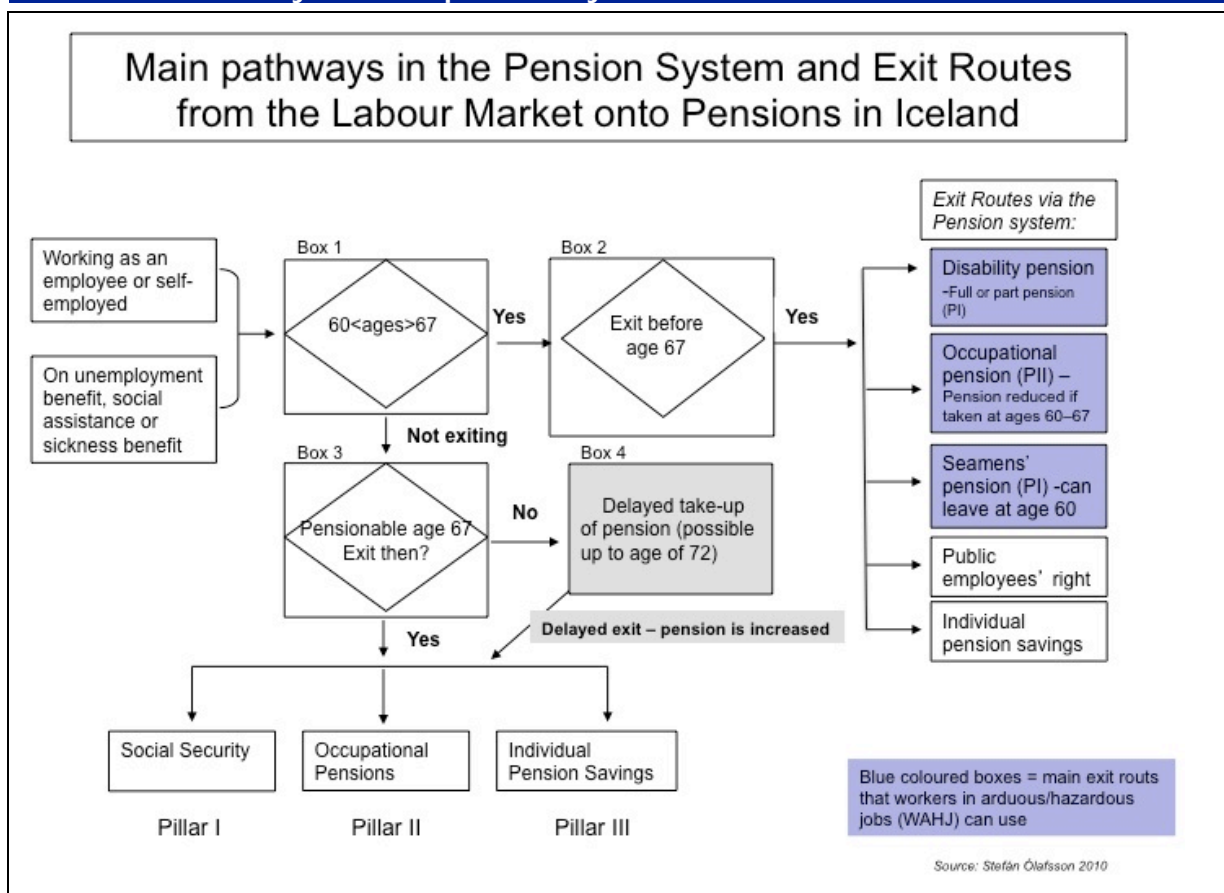 Main pathways in the Pension System and Exit Routes
from the Labour Market onto Pensions in Iceland
Exit Routes via the
Pension system:
Working as an
employee or self-
employed
On unemployment
benefit, social
assistance or
sickness benefit
Box 1
60<ages>67
Yes
Box 2
Exit before
age 67
Yes
Disability pension
-Full or part pension
(PI)
Occupational
pension (PII) –
Pension reduced if
taken at ages 60–67
Seamens’
pension (PI) -can
leave at age 60
Public
employees’ right
Individual
pension savings
Not exiting
Box 3
Pensionable age 67
Exit then?
No
Box 4
Delayed take-up
of pension (possible
up to age of 72)
Delayed exit – pension is increased
Yes
Social Security
Occupational
Pensions
Individual
Pension Savings
Pillar I
Pillar II
Pillar III
Blue coloured boxes = main exit routs
that workers in arduous/hazardous
jobs (WAHJ) can use
Source: Stefán Ólafsson 2010